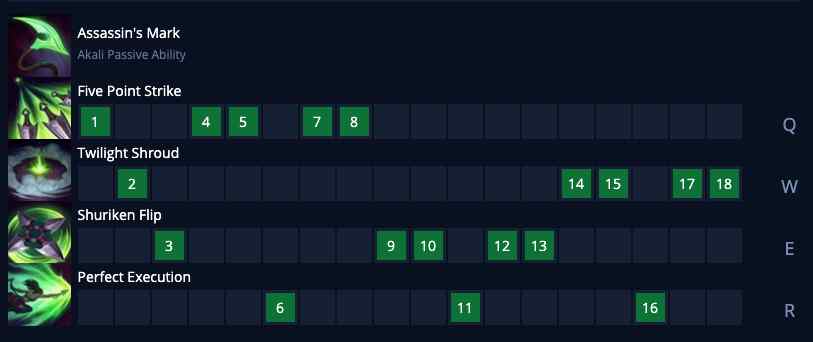 Assassin's Mark
Akali Passive Ability
Five Point Strike
1 4 5 7 8 Q
Twilight Shroud
2 14 15 17 18 W
Shuriken Flip
3 9 10 12 13 E
Perfect Execution
6 11 16 R